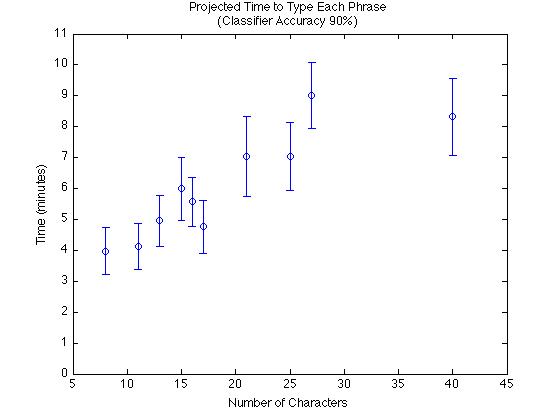 Projected Time to Type Each Phrase
(Classifier Accuracy 90%)
11
10
9
8
7
6
5
4
3
2
1
0
Time (minutes)
5 10 15 20 25 30 35 40 45
Number of Characters